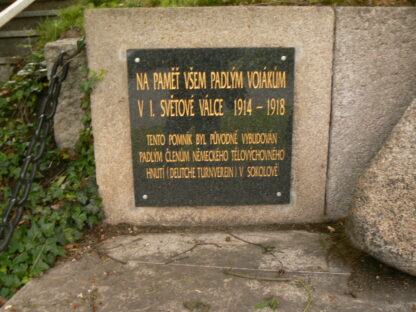 NA PAMĚŤ VŠEM PADLÝM VOJÁKŮM
V I. SVĚTOVÉ VÁLCE 1914 - 1918
TENTO POMNÍK BYL PŮVODNĚ VYBUDOVÁN
PADLÝM ČLENŮM NĚMECKÉHO TĚLOVÝCHOVNÉHO
HNUTÍ (DEUTCHE TURNVEREIN) V SOKOLOVĚ